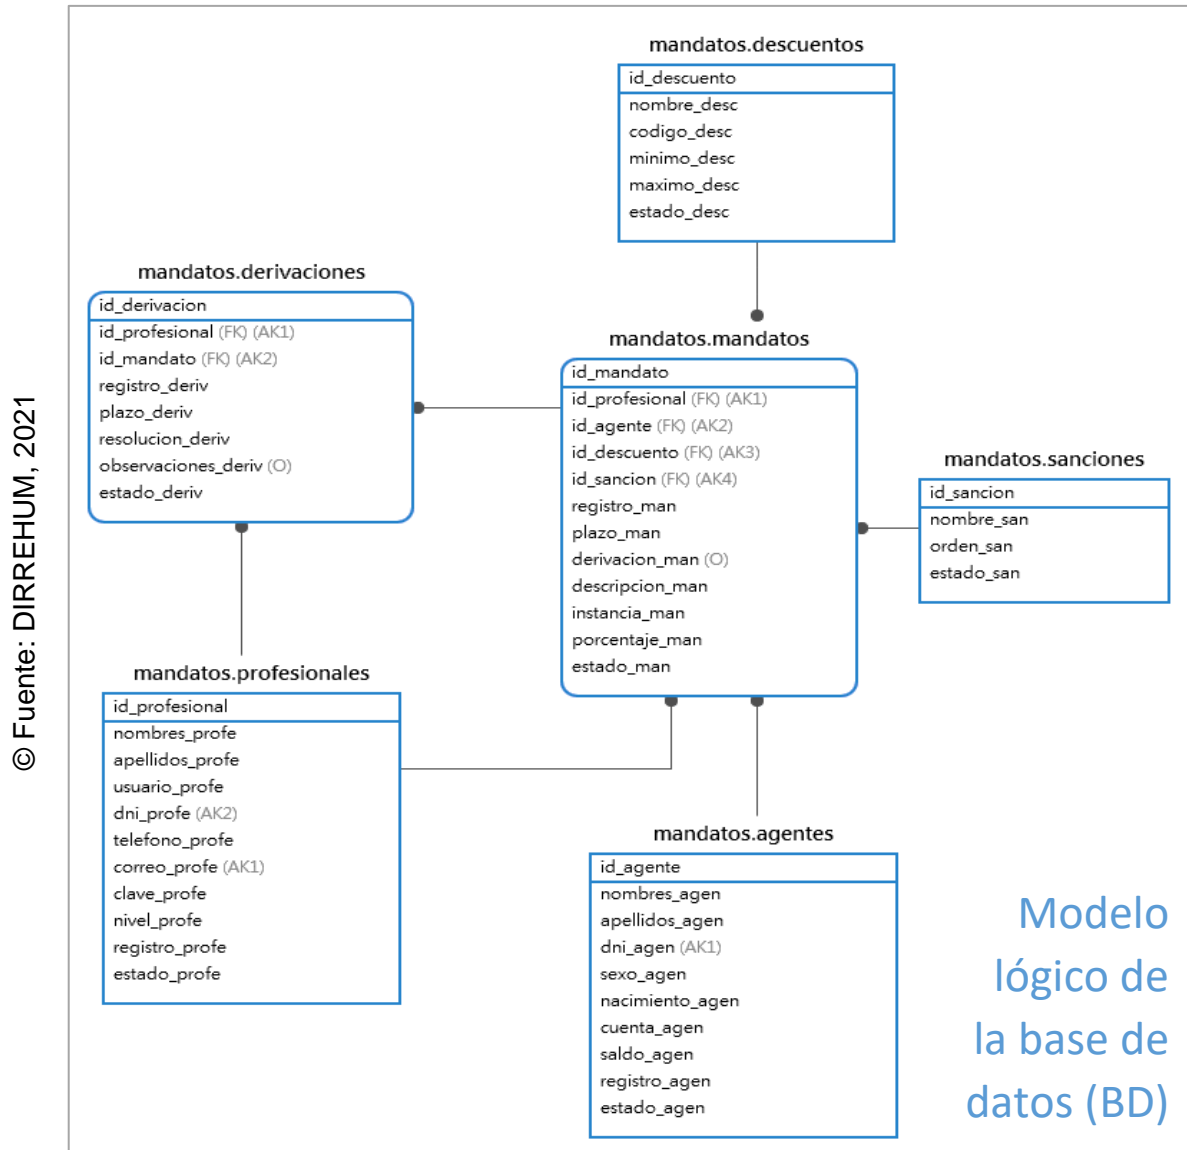 mandatos.descuentos
id_descuento
nombre_desc
codigo_desc
minimo_desc
maximo_desc
estado_desc
mandatos.derivaciones
id_derivacion
id_profesional (FK) (AK1)
id_mandato (FK) (AK2)
registro_deriv
plazo_deriv
resolucion_deriv
observaciones_deriv (O)
estado_deriv
mandatos.mandatos
id_mandato
id_profesional (FK) (AK1)
id_agente (FK) (AK2)
id_descuento (FK) (AK3)
id_sancion (FK) (AK4)
registro_man
plazo_man
derivacion_man (O)
descripcion_man
instancia_man
porcentaje_man
estado_man
mandatos.sanciones
id_sancion
nombre_san
orden_san
estado_san
mandatos.profesionales
id_profesional
nombres_profe
apellidos_profe
usuario_profe
dni_profe (AK2)
telefono_profe
correo_profe (AK1)
clave_profe
nivel_profe
registro_profe
estado_profe
mandatos.agentes
id_agente
nombres_agen
apellidos_agen
dni_agen (AK1)
sexo_agen
nacimiento_agen
cuenta_agen
saldo_agen
registro_agen
estado_agen
Modelo
lógico de
la base de
datos (BD)
© Fuente: DIRREHUM, 2021